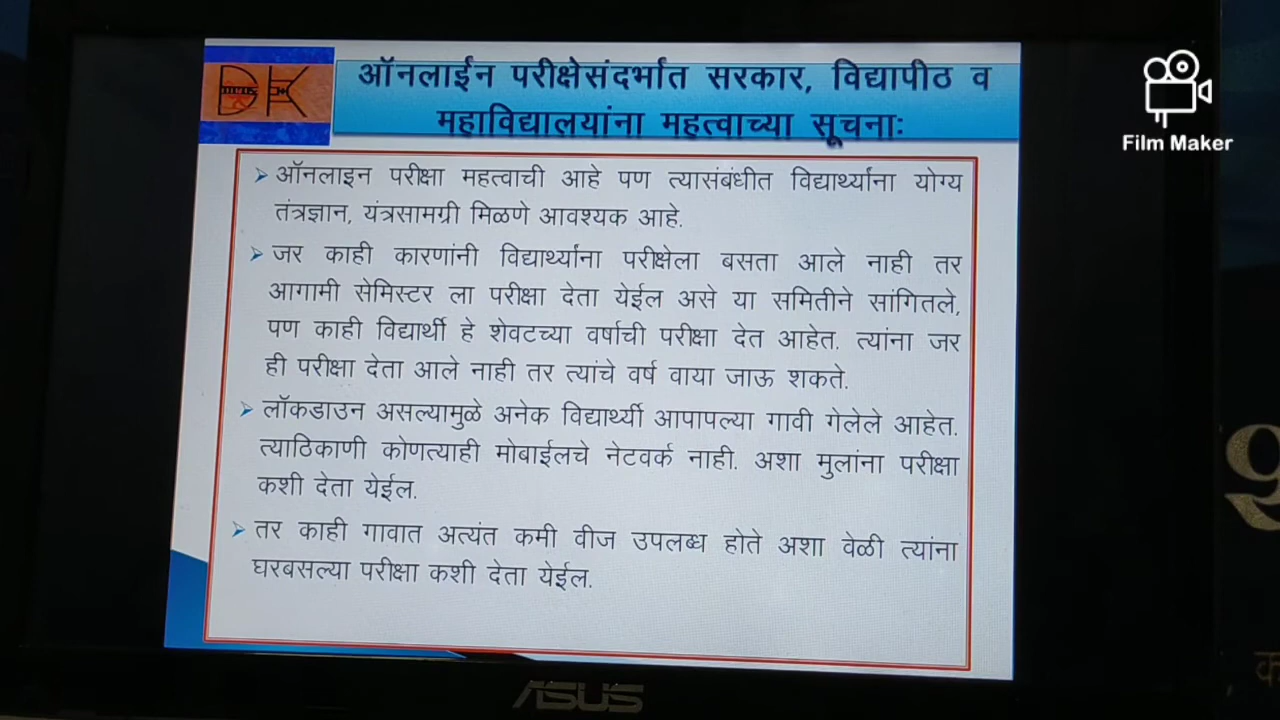 ऑनलाईन परीक्षेसंदर्भात सरकार, विद्यापीठ व
महाविद्यालयांना महत्वाच्या सूचनाः
Film Maker
➢ ऑनलाइन परीक्षा महत्वाची आहे पण त्यासंबंधीत विद्यार्थ्यांना योग्य
तंत्रज्ञान, यंत्रसामग्री मिळणे आवश्यक आहे.
➢ जर काही कारणांनी विद्यार्थ्यांना परीक्षेला बसता आले नाही तर
आगामी सेमिस्टर ला परीक्षा देता येईल असे या समितीने सांगितले,
पण काही विद्यार्थी हे शेवटच्या वर्षाची परीक्षा देत आहेत. त्यांना जर
ही परीक्षा देता आले नाही तर त्यांचे वर्ष वाया जाऊ शकते.
➢ लॉकडाउन असल्यामुळे अनेक विद्यार्थ्यी आपापल्या गावी गेलेले आहेत.
त्याठिकाणी कोणत्याही मोबाईलचे नेटवर्क नाही. अशा मुलांना परीक्षा
कशी देता येईल.
➢ तर काही गावात अत्यंत कमी वीज उपलब्ध होते अशा वेळी त्यांना
घरबसल्या परीक्षा कशी देता येईल.
ASUS